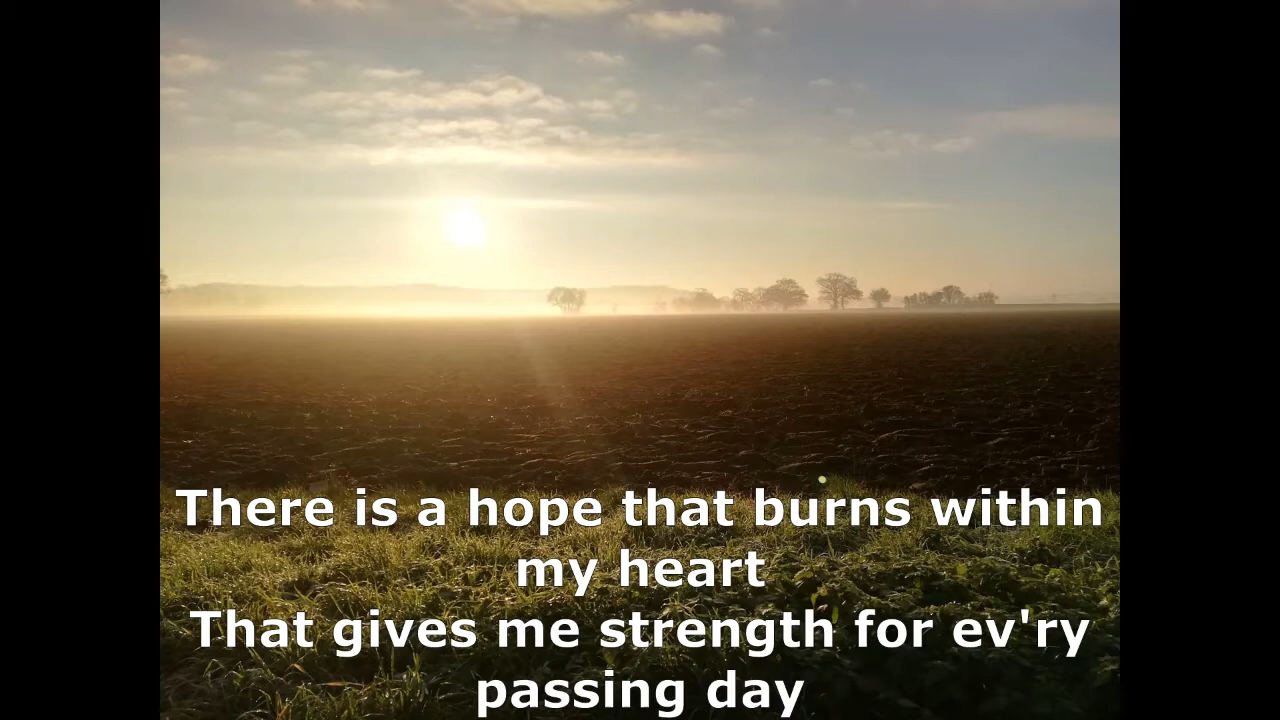 There is a hope that burns within
my heart
That gives me strength for ev'ry
passing day